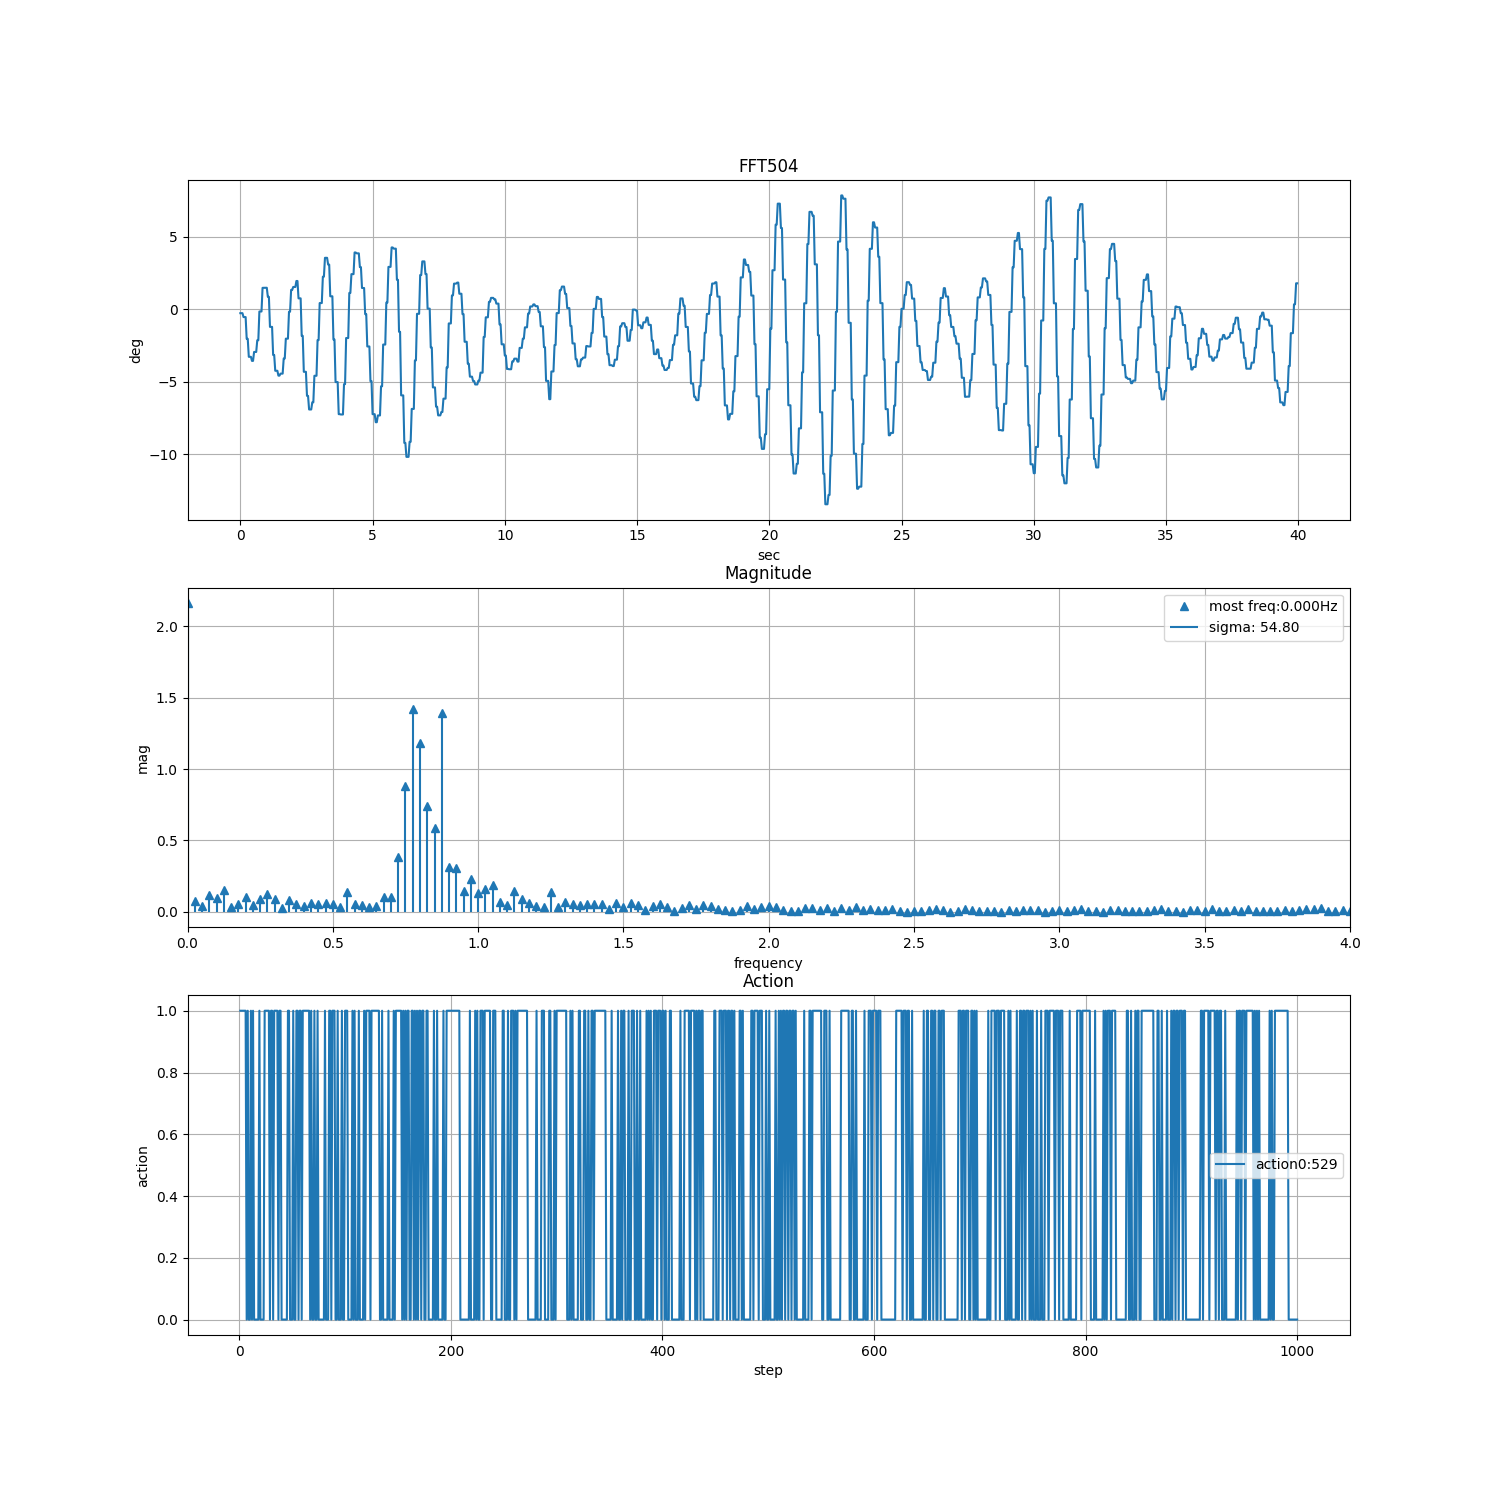 FFT504
5
0
−5
−10
deg
0 5 10 15 20 25 30 35 40
sec
Magnitude
most freq:0.000Hz
sigma: 54.80
2.0
1.5
1.0
0.5
0.0
mag
0.0 0.5 1.0 1.5 2.0 2.5 3.0 3.5 4.0
frequency
Action
1.0
0.8
0.6
0.4
0.2
0.0
action
action0:529
0 200 400 600 800 1000
step